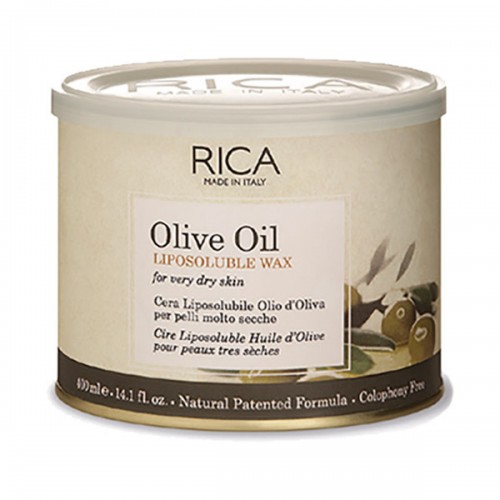 RICA
MADE IN ITALY
RICA
MADE IN ITALY
Olive Oil
LIPOSOLUBLE WAX
for very dry skin
Cera Liposolubile Olio d'Oliva
per pelli molto secche
Cire Liposoluble Huile d'Olive
pour peaux tres sèches
400 ml e • 14.1 fl. oz. • Natural Patented Formula • Colophony Free